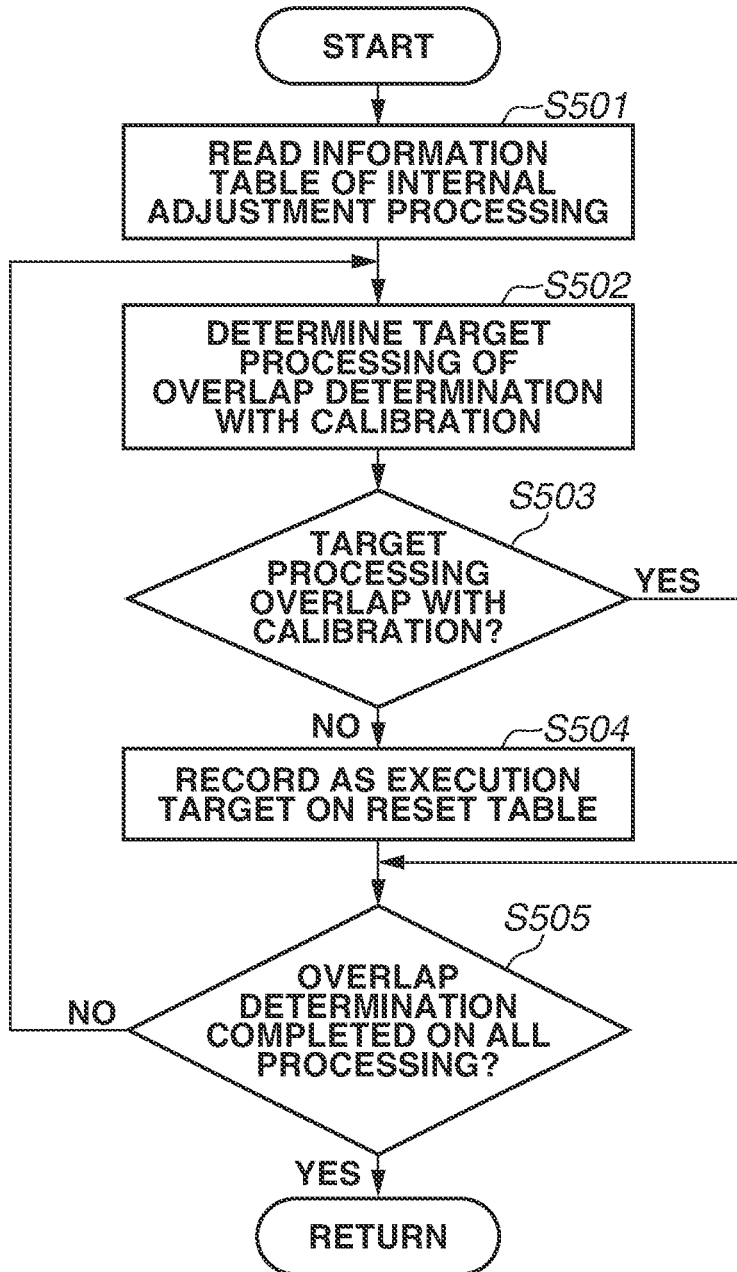 START
S501
READ INFORMATION
TABLE OF INTERNAL
ADJUSTMENT PROCESSING
S502
DETERMINE TARGET
PROCESSING OF
OVERLAP DETERMINATION
WITH CALIBRATION
S503
TARGET
PROCESSING
OVERLAP WITH
CALIBRATION?
YES
NO
S504
RECORD AS EXECUTION
TARGET ON RESET TABLE
S505
OVERLAP
DETERMINATION
COMPLETED ON ALL
PROCESSING?
NO
YES
RETURN